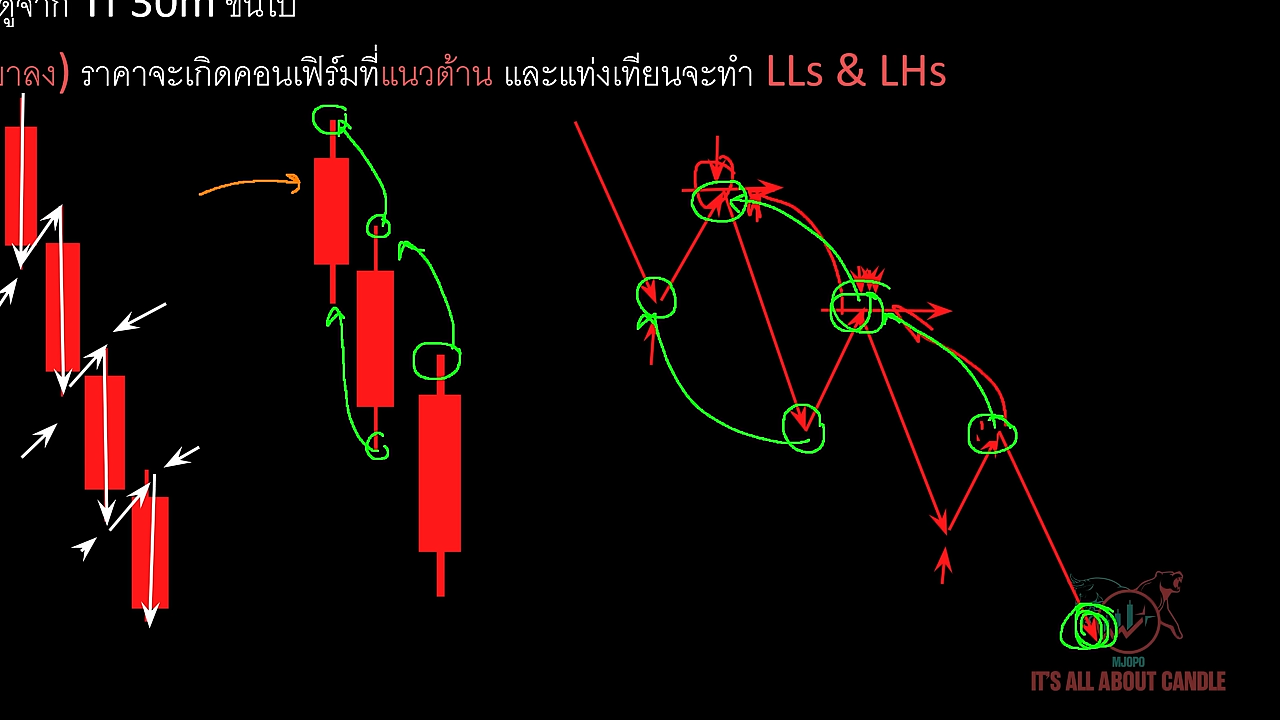 ดูจาก TF 30m ขึ้นไป
ขาลง) ราคาจะเกิดคอนเฟิร์มที่แนวต้าน และแท่งเทียนจะทำ LLs & LHs
MJOPO
IT'S ALL ABOUT CANDLE